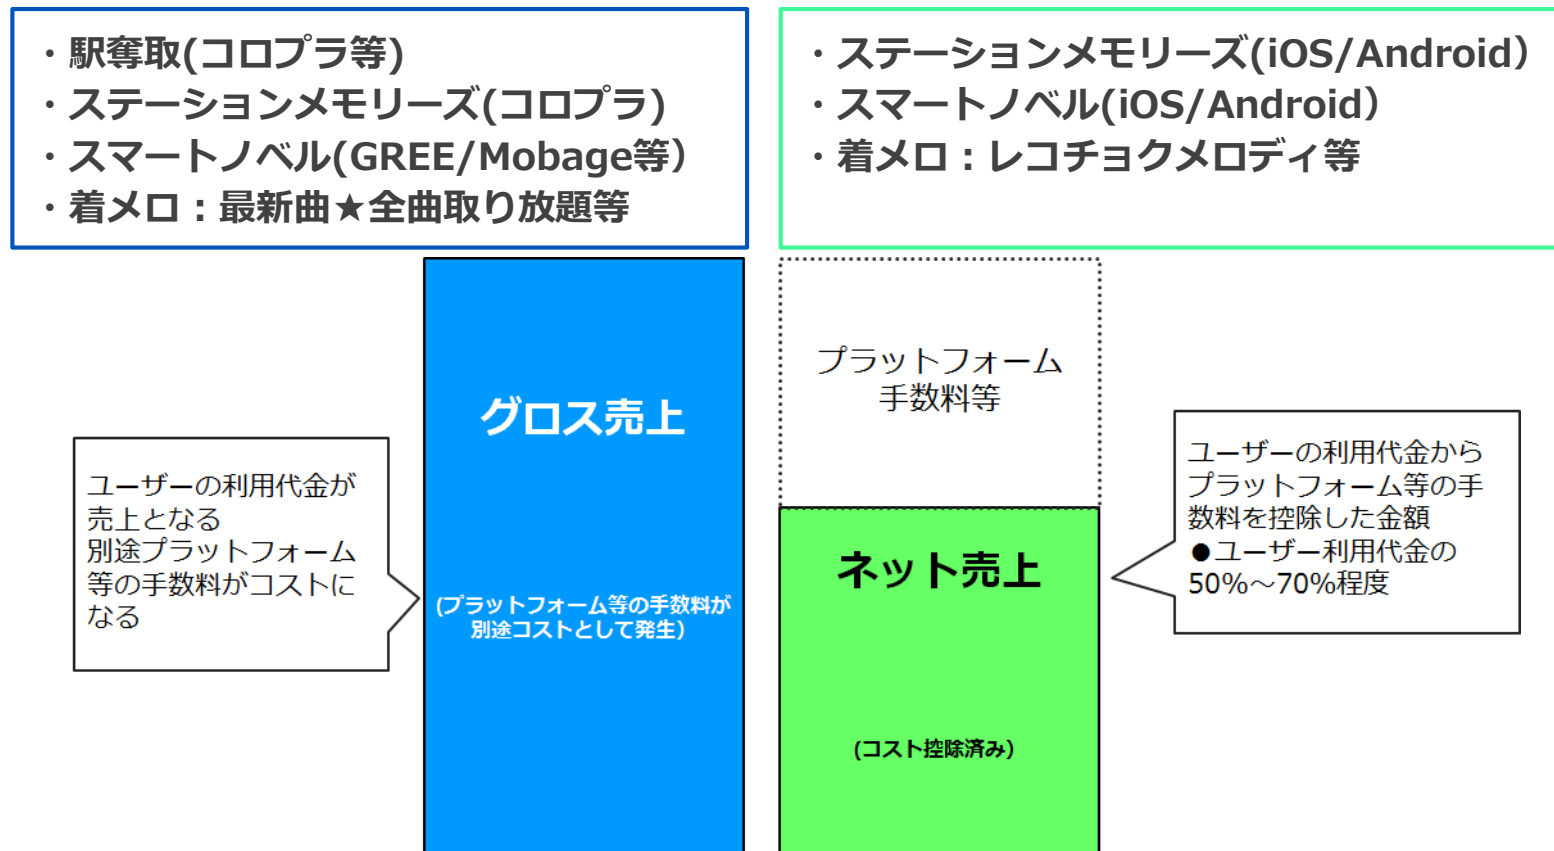 ・駅奪取(コロプラ等)
・ステーションメモリーズ(コロプラ)
・スマートノベル(GREE/Mobage等）
・着メロ：最新曲★全曲取り放題等
・ステーションメモリーズ(iOS/Android）
・スマートノベル(iOS/Android）
・着メロ：レコチョクメロディ等
ユーザーの利用代金が
売上となる
別途プラットフォーム
等の手数料がコストに
なる
グロス売上
(プラットフォーム等の手数料が
別途コストとして発生）
プラットフォーム
手数料等
ネット売上
(コスト控除済み）
ユーザーの利用代金から
プラットフォーム等の手
数料を控除した金額
●ユーザー利用代金の
50%～70%程度